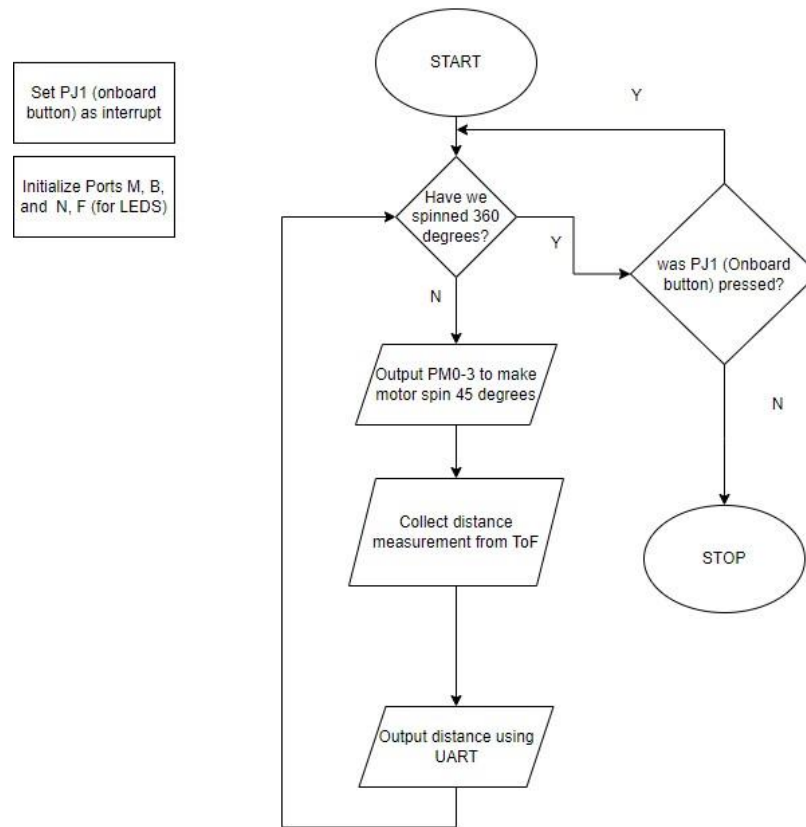 START
Set PJ1 (onboard
button) as interrupt
Y
Initialize Ports M, B,
and N, F (for LEDS)
Have we
spinned 360
degrees?
Y
was PJ1 (Onboard
button) pressed?
N
Output PM0-3 to make
motor spin 45 degrees
N
Collect distance
measurement from ToF
STOP
Output distance using
UART